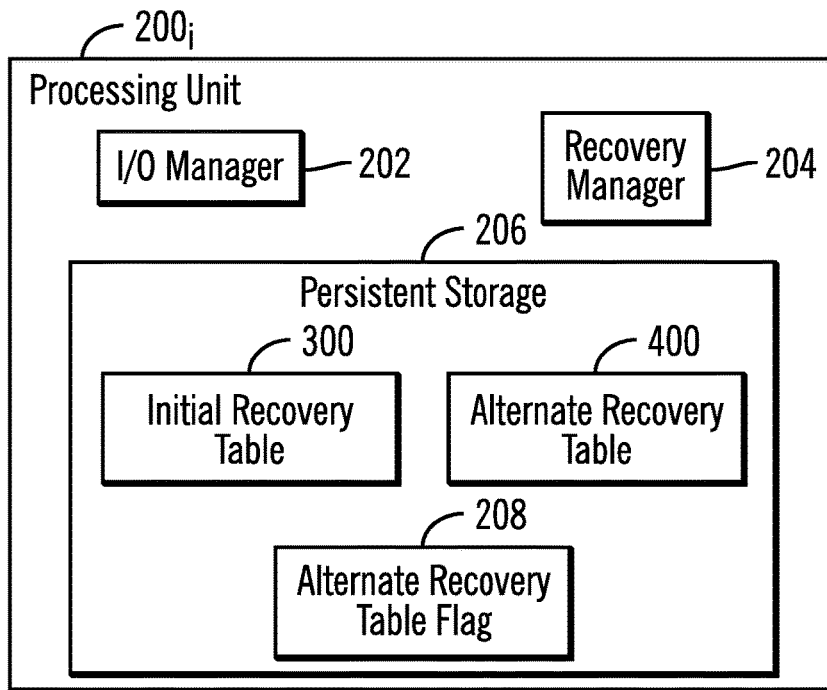 200i
Processing Unit
I/O Manager
202
Recovery
Manager
204
206
Persistent Storage
300
Initial Recovery
Table
400
Alternate Recovery
Table
208
Alternate Recovery
Table Flag